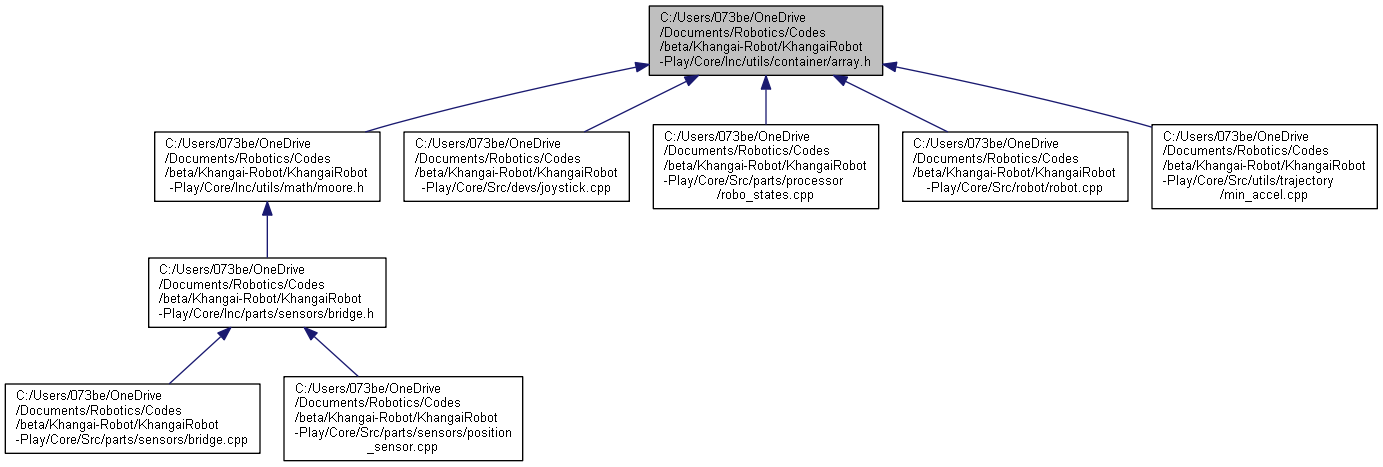 C:/Users/073be/OneDrive
/Documents/Robotics/Codes
/beta/Khangai-Robot/KhangaiRobot
-Play/Core/Inc/utils/container/array.h
C:/Users/073be/OneDrive
/Documents/Robotics/Codes
/beta/Khangai-Robot/KhangaiRobot
-Play/Core/Inc/utils/math/moore.h
C:/Users/073be/OneDrive
/Documents/Robotics/Codes
/beta/Khangai-Robot/KhangaiRobot
-Play/Core/Src/devs/joystick.cpp
C:/Users/073be/OneDrive
/Documents/Robotics/Codes
/beta/Khangai-Robot/KhangaiRobot
-Play/Core/Src/parts/processor
/robo_states.cpp
C:/Users/073be/OneDrive
/Documents/Robotics/Codes
/beta/Khangai-Robot/KhangaiRobot
-Play/Core/Src/robot/robot.cpp
C:/Users/073be/OneDrive
/Documents/Robotics/Codes
/beta/Khangai-Robot/KhangaiRobot
-Play/Core/Src/utils/trajectory
/min_accel.cpp
C:/Users/073be/OneDrive
/Documents/Robotics/Codes
/beta/Khangai-Robot/KhangaiRobot
-Play/Core/Inc/parts/sensors/bridge.h
C:/Users/073be/OneDrive
/Documents/Robotics/Codes
/beta/Khangai-Robot/KhangaiRobot
-Play/Core/Src/parts/sensors/bridge.cpp
C:/Users/073be/OneDrive
/Documents/Robotics/Codes
/beta/Khangai-Robot/KhangaiRobot
-Play/Core/Src/parts/sensors/position
_sensor.cpp